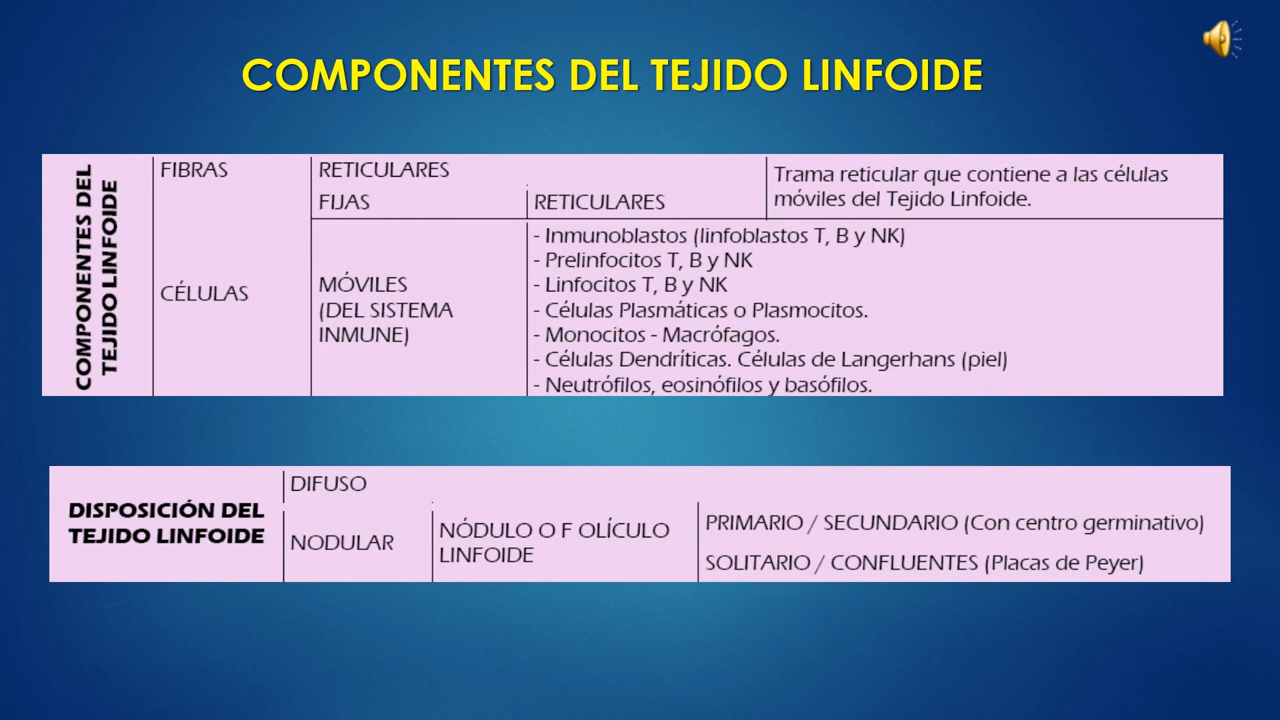 COMPONENTES DEL TEJIDO LINFOIDE
COMPONENTES DEL
TEJIDO LINFOIDE
FIBRAS
RETICULARES
Trama reticular que contiene a las células
móviles del Tejido Linfoide.
FIJAS
RETICULARES
CÉLULAS
MÓVILES
(DEL SISTEMA
INMUNE)
- Inmunoblastos (linfoblastos T, B y NK)
- Prelinfocitos T, B y NK
- Linfocitos T, B y NK
- Células Plasmáticas o Plasmocitos.
- Monocitos - Macrófagos.
- Células Dendríticas. Células de Langerhans (piel)
- Neutrófilos, eosinófilos y basófilos.
DISPOSICIÓN DEL
TEJIDO LINFOIDE
DIFUSO
NODULAR
NÓDULO O F OLÍCULO
LINFOIDE
PRIMARIO / SECUNDARIO (Con centro germinativo)
SOLITARIO / CONFLUENTES (Placas de Peyer)